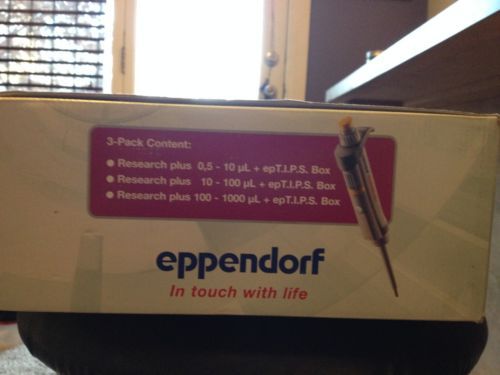 3-Pack Content:
Research plus 0,5 - 10 µL + epT.I.P.S. Box
Research plus 10 - 100 µL + epT.I.P.S. Box
Research plus 100 - 1000 µL + epT.I.P.S. Box
eppendorf
In touch with life